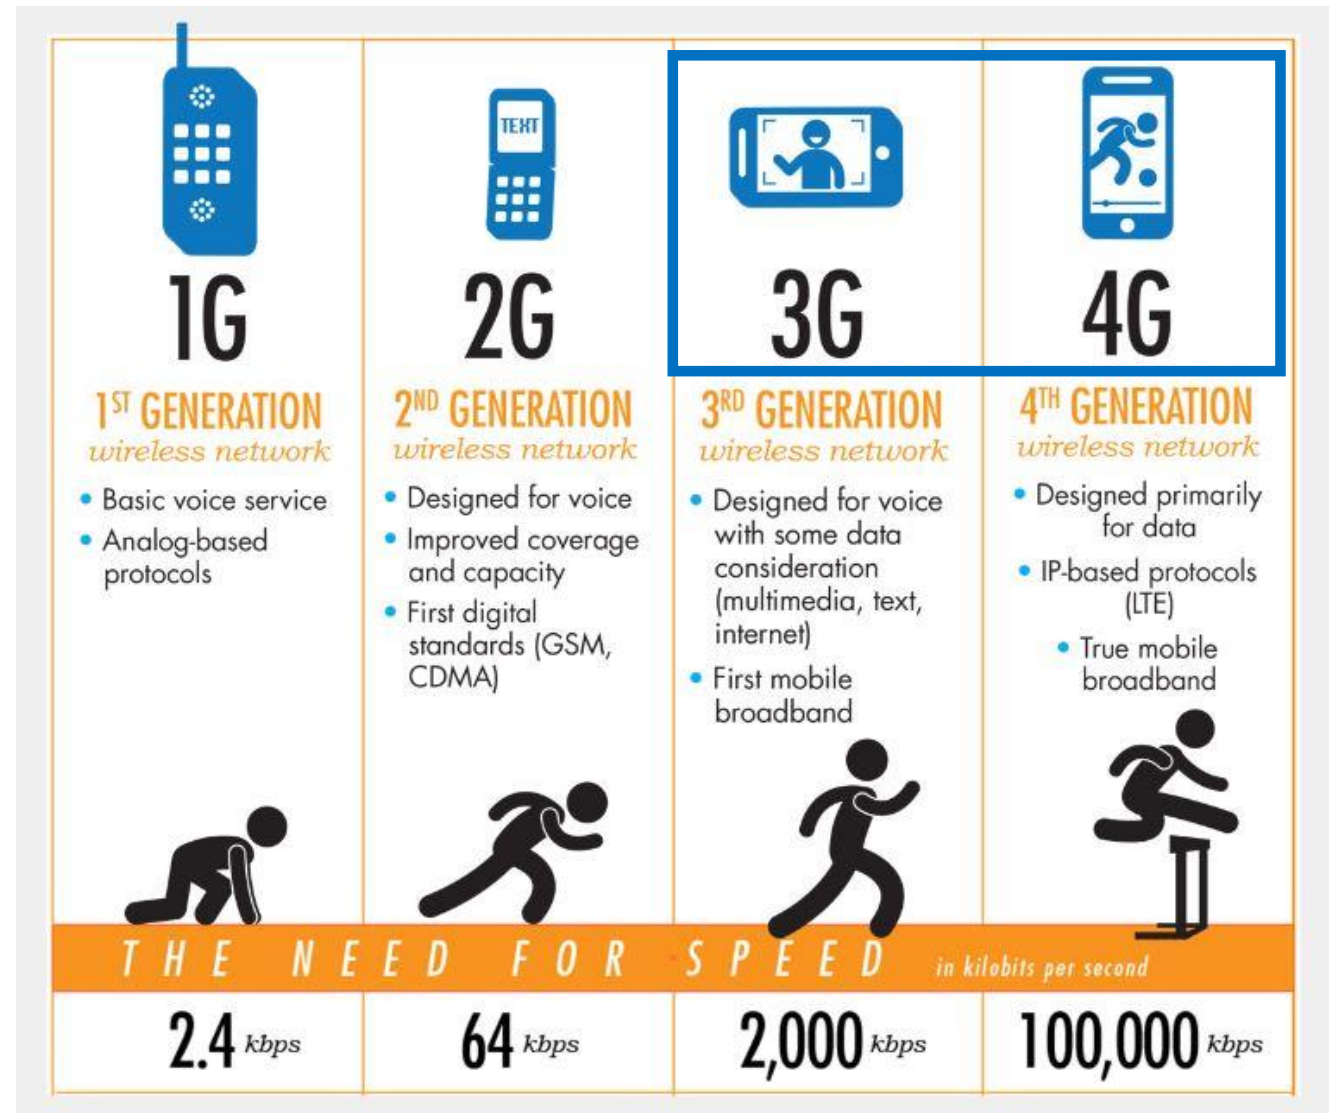 TEXT
1G
2G
3G
4G
1ST GENERATION
wireless network
• Basic voice service
• Analog-based
protocols
2ND GENERATION
wireless network
• Designed for voice
• Improved coverage
and capacity
• First digital
standards (GSM,
CDMA)
3RD GENERATION
wireless network
• Designed for voice
with some data
consideration
(multimedia, text,
internet)
• First mobile
broadband
4TH GENERATION
wireless network
• Designed primarily
for data
• IP-based protocols
(LTE)
• True mobile
broadband
THE NEED FOR SPEED in kilobits per second
2.4 kbps
64 kbps
2,000 kbps
100,000 kbps